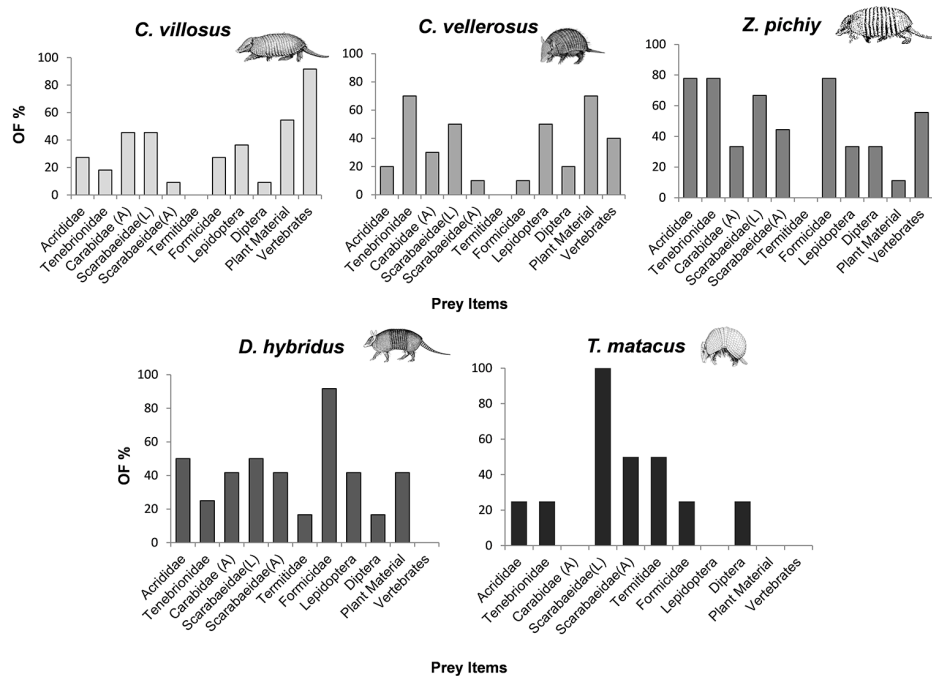 C. villosus
C. vellerosus
Z. pichiy
OF %
100
80
60
40
20
0
Acrididae
Tenebrionidae
Carabidae (A)
Scarabaeidae(L)
Scarabaeidae(A)
Termitidae
Formicidae
Lepidoptera
Diptera
Plant Material
Vertebrates
100
80
60
40
20
0
Acrididae
Tenebrionidae
Carabidae (A)
Scarabaeidae(L)
Scarabaeidae(A)
Termitidae
Formicidae
Lepidoptera
Diptera
Plant Material
Vertebrates
100
80
60
40
20
0
Acrididae
Tenebrionidae
Carabidae (A)
Scarabaeidae(L)
Scarabaeidae(A)
Termitidae
Formicidae
Lepidoptera
Diptera
Plant Material
Vertebrates
Prey Items
D. hybridus
T. matacus
OF %
100
80
60
40
20
0
Acrididae
Tenebrionidae
Carabidae (A)
Scarabaeidae(L)
Scarabaeidae(A)
Termitidae
Formicidae
Lepidoptera
Diptera
Plant Material
Vertebrates
100
80
60
40
20
0
Acrididae
Tenebrionidae
Carabidae (A)
Scarabaeidae(L)
Scarabaeidae(A)
Termitidae
Formicidae
Lepidoptera
Diptera
Plant Material
Vertebrates
Prey Items